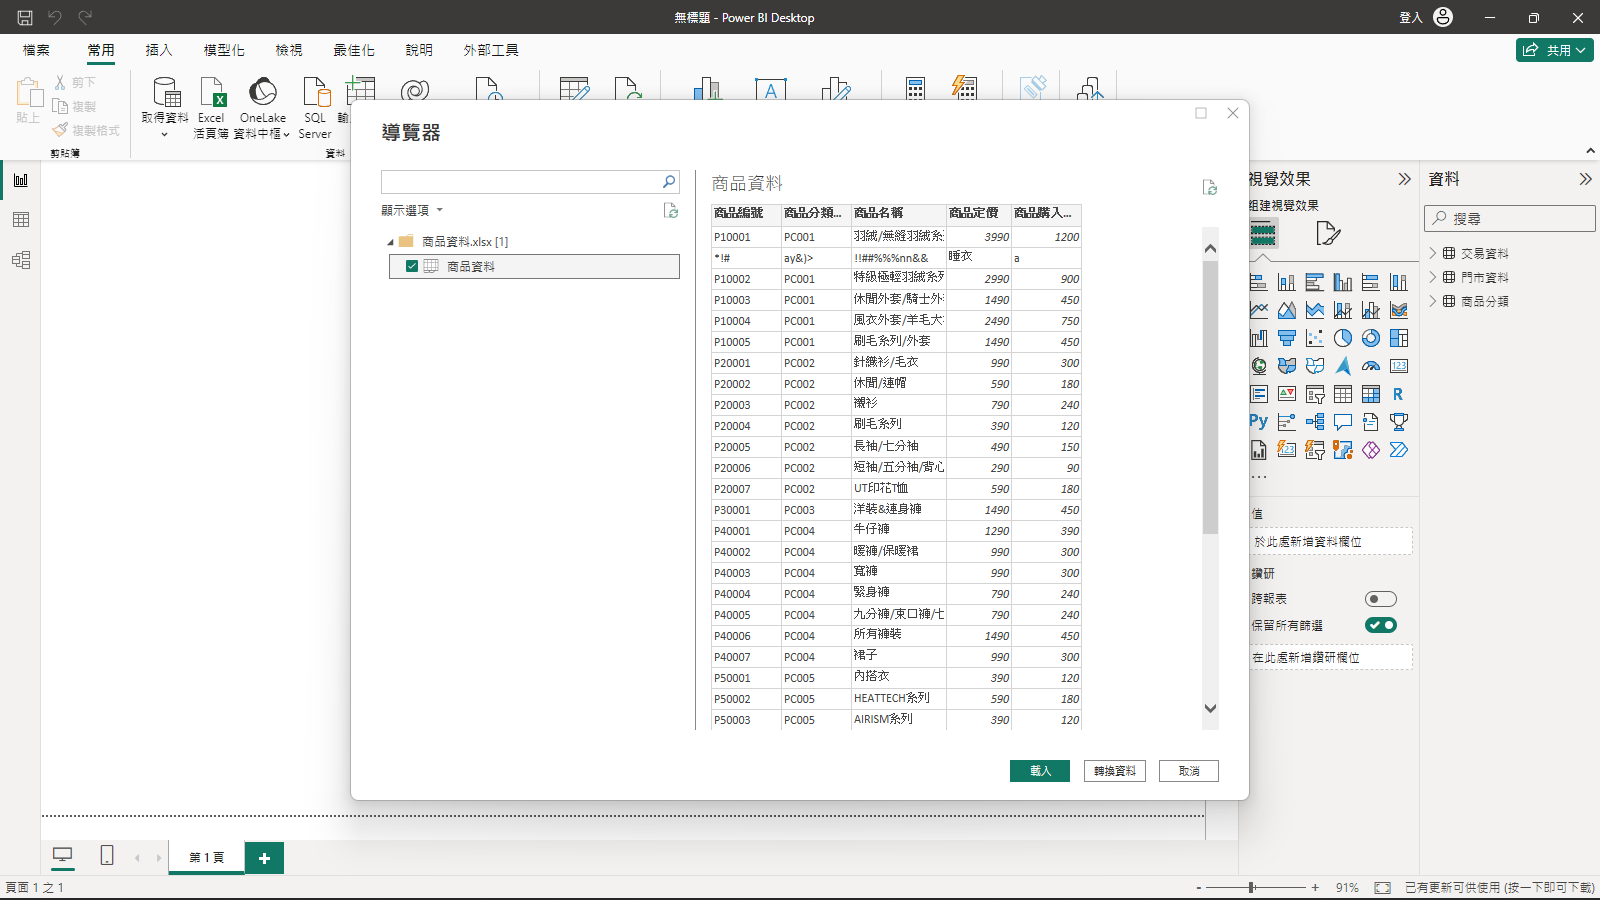 無標題 - Power BI Desktop
登入
檔案 常用 插入 模型化 檢視 最佳化 說明 外部工具
共用
貼上
剪下
複製
複製格式
剪貼簿
取得資料
Excel
活頁簿
OneLake
資料中樞
SQL
Server
資料
導覽器
顯示選項
商品資料.xlsx [1]
商品資料
商品資料
商品編號 商品分類... 商品名稱 商品定價 商品購入...
P10001 PC001 羽絨/無縫羽絨系列 3990 1200
*!# ay&)> !!##%%%nn&& 睡衣 a
P10002 PC001 特級極輕羽絨系列 2990 900
P10003 PC001 休閒外套/騎士外 1490 450
P10004 PC001 風衣外套/羊毛大 2490 750
P10005 PC001 刷毛系列/外套 1490 450
P20001 PC002 針織衫/毛衣 990 300
P20002 PC002 休閒/連帽 590 180
P20003 PC002 襯衫 790 240
P20004 PC002 刷毛系列 390 120
P20005 PC002 長袖/七分袖 490 150
P20006 PC002 短袖/五分袖/背心 290 90
P20007 PC002 UT印花T恤 590 180
P30001 PC003 洋裝&連身褲 1490 450
P40001 PC004 牛仔褲 1290 390
P40002 PC004 暖褲/保暖裙 990 300
P40003 PC004 寬褲 990 300
P40004 PC004 緊身褲 790 240
P40005 PC004 九分褲/束口褲/七 790 240
P40006 PC004 所有褲裝 1490 450
P40007 PC004 裙子 990 300
P50001 PC005 內搭衣 390 120
P50002 PC005 HEATTECH系列 590 180
P50003 PC005 AIRISM系列 390 120
載入 轉換資料 取消
視覺效果
組建視覺效果
值
於此處新增資料欄位
鑽研
跨報表
保留所有篩選
在此處新增鑽研欄位
資料
搜尋
交易資料
門市資料
商品分類
第 1 頁
頁面 1 之 1
- + 91% 已有更新可供使用 (按一下即可下載)